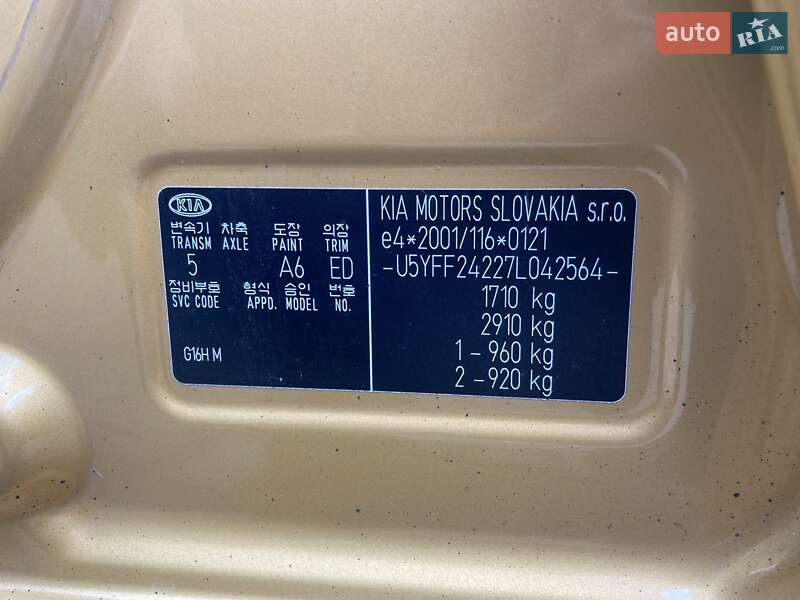 auto RIA
KIA
변속기 차축 도장 의장
TRANSM AXLE PAINT TRIM
5 A6 ED
정비부호 형식 승인 번호
SVC CODE APPD. MODEL NO.
G16H M
KIA MOTORS SLOVAKIA s.r.o.
e4*2001/116*0121
-U5YFF24227L042564-
1710 kg
2910 kg
1 - 960 kg
2 - 920 kg